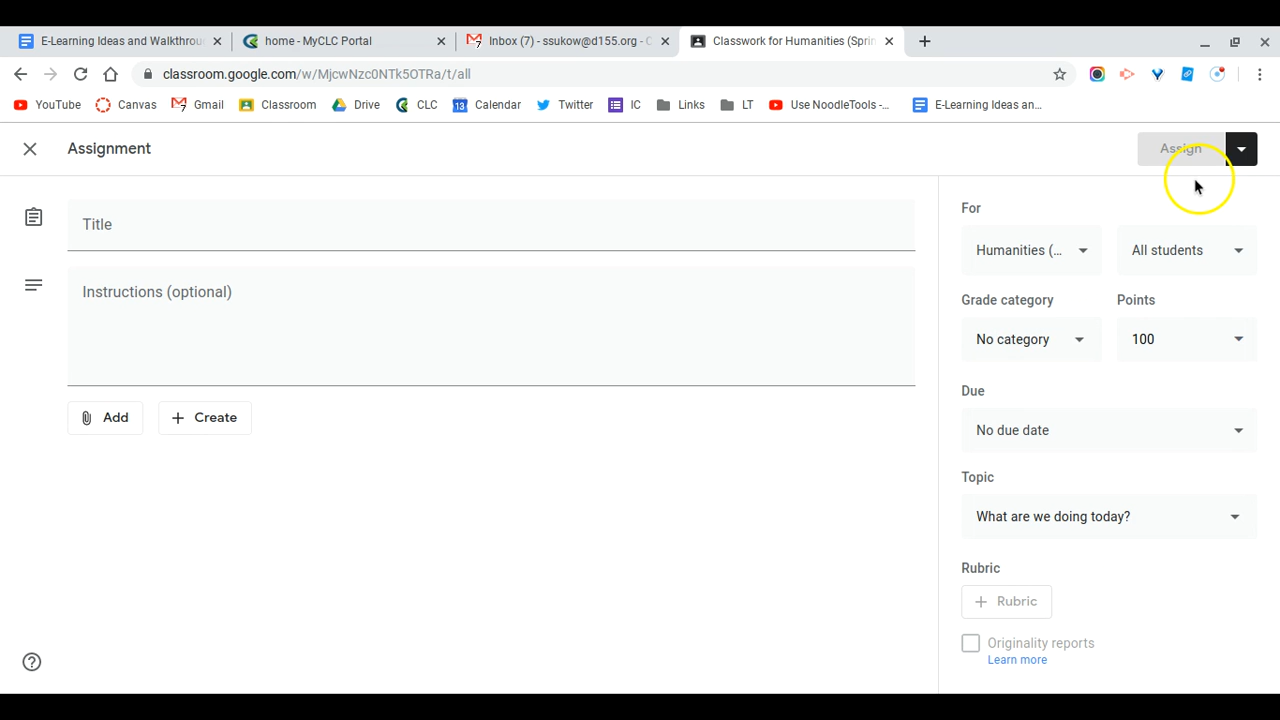 E-Learning Ideas and Walkthrou
home - MyCLC Portal
Inbox (7) - ssukow@d155.org - C
Classwork for Humanities (Sprin
classroom.google.com/w/MjcwNzc0NTk5OTRa/t/all
YouTube Canvas Gmail Classroom Drive CLC Calendar Twitter IC Links LT Use NoodleTools -... E-Learning Ideas an...
Assignment
Assign
Title
Instructions (optional)
Add
Create
For
Humanities (...
All students
Grade category
Points
No category
100
Due
No due date
Topic
What are we doing today?
Rubric
Rubric
Originality reports
Learn more